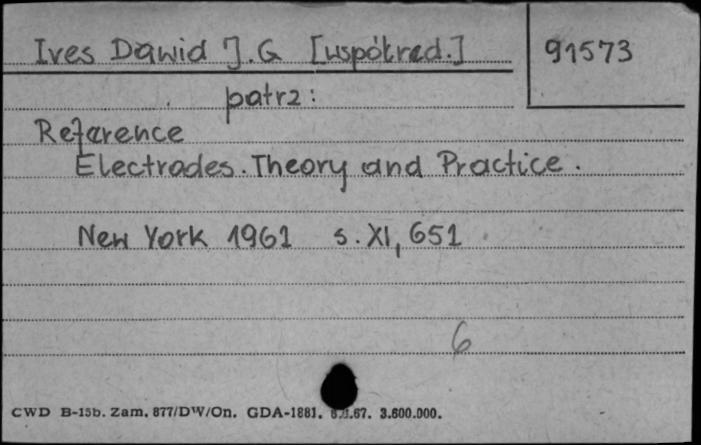 Ives Dawid J. G [współred.] 91573
patrz:
Reference
Electrodes. Theory and Practice.
New York 1961 s. XI, 651
6
CWD B-15b. Zam. 877/DW/On. GDA-1881. 67. 3.600.000.